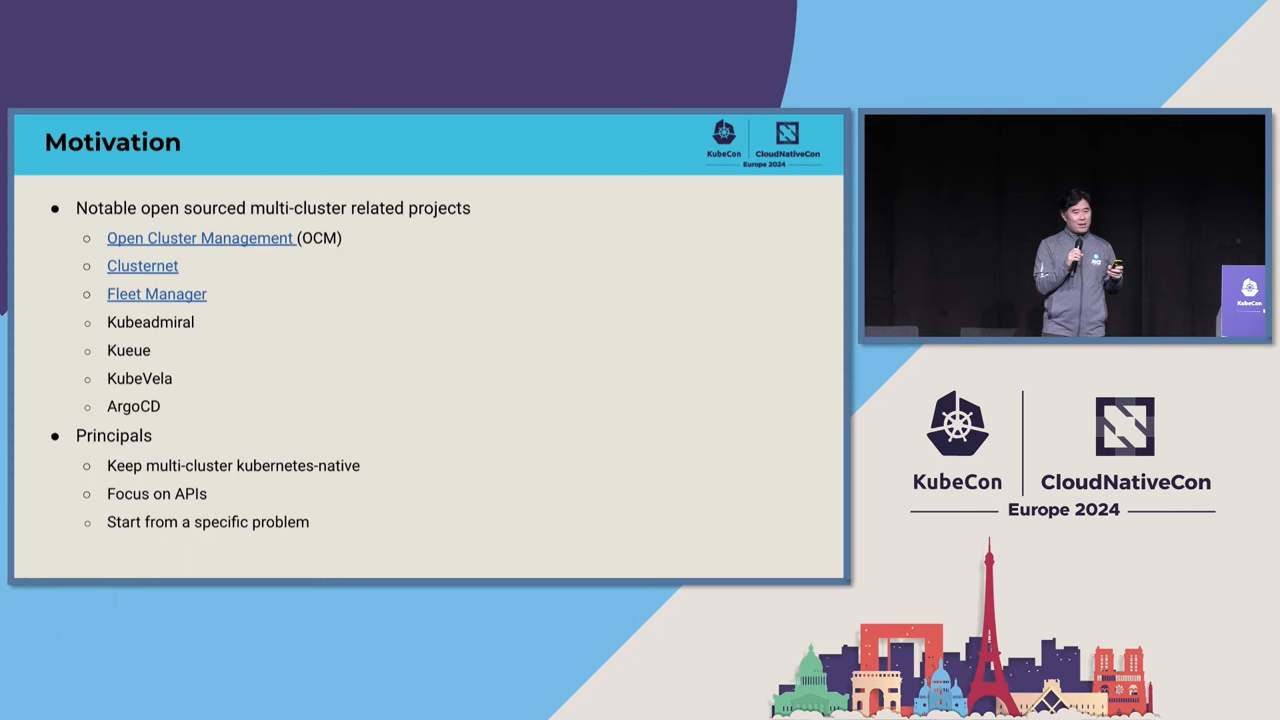 Motivation
KubeCon
CloudNativeCon
Europe 2024
● Notable open sourced multi-cluster related projects
○ Open Cluster Management (OCM)
○ Clusternet
○ Fleet Manager
○ Kubeadmiral
○ Kueue
○ KubeVela
○ ArgoCD
● Principals
○ Keep multi-cluster kubernetes-native
○ Focus on APIs
○ Start from a specific problem
KubeCon
KubeCon
CloudNativeCon
Europe 2024